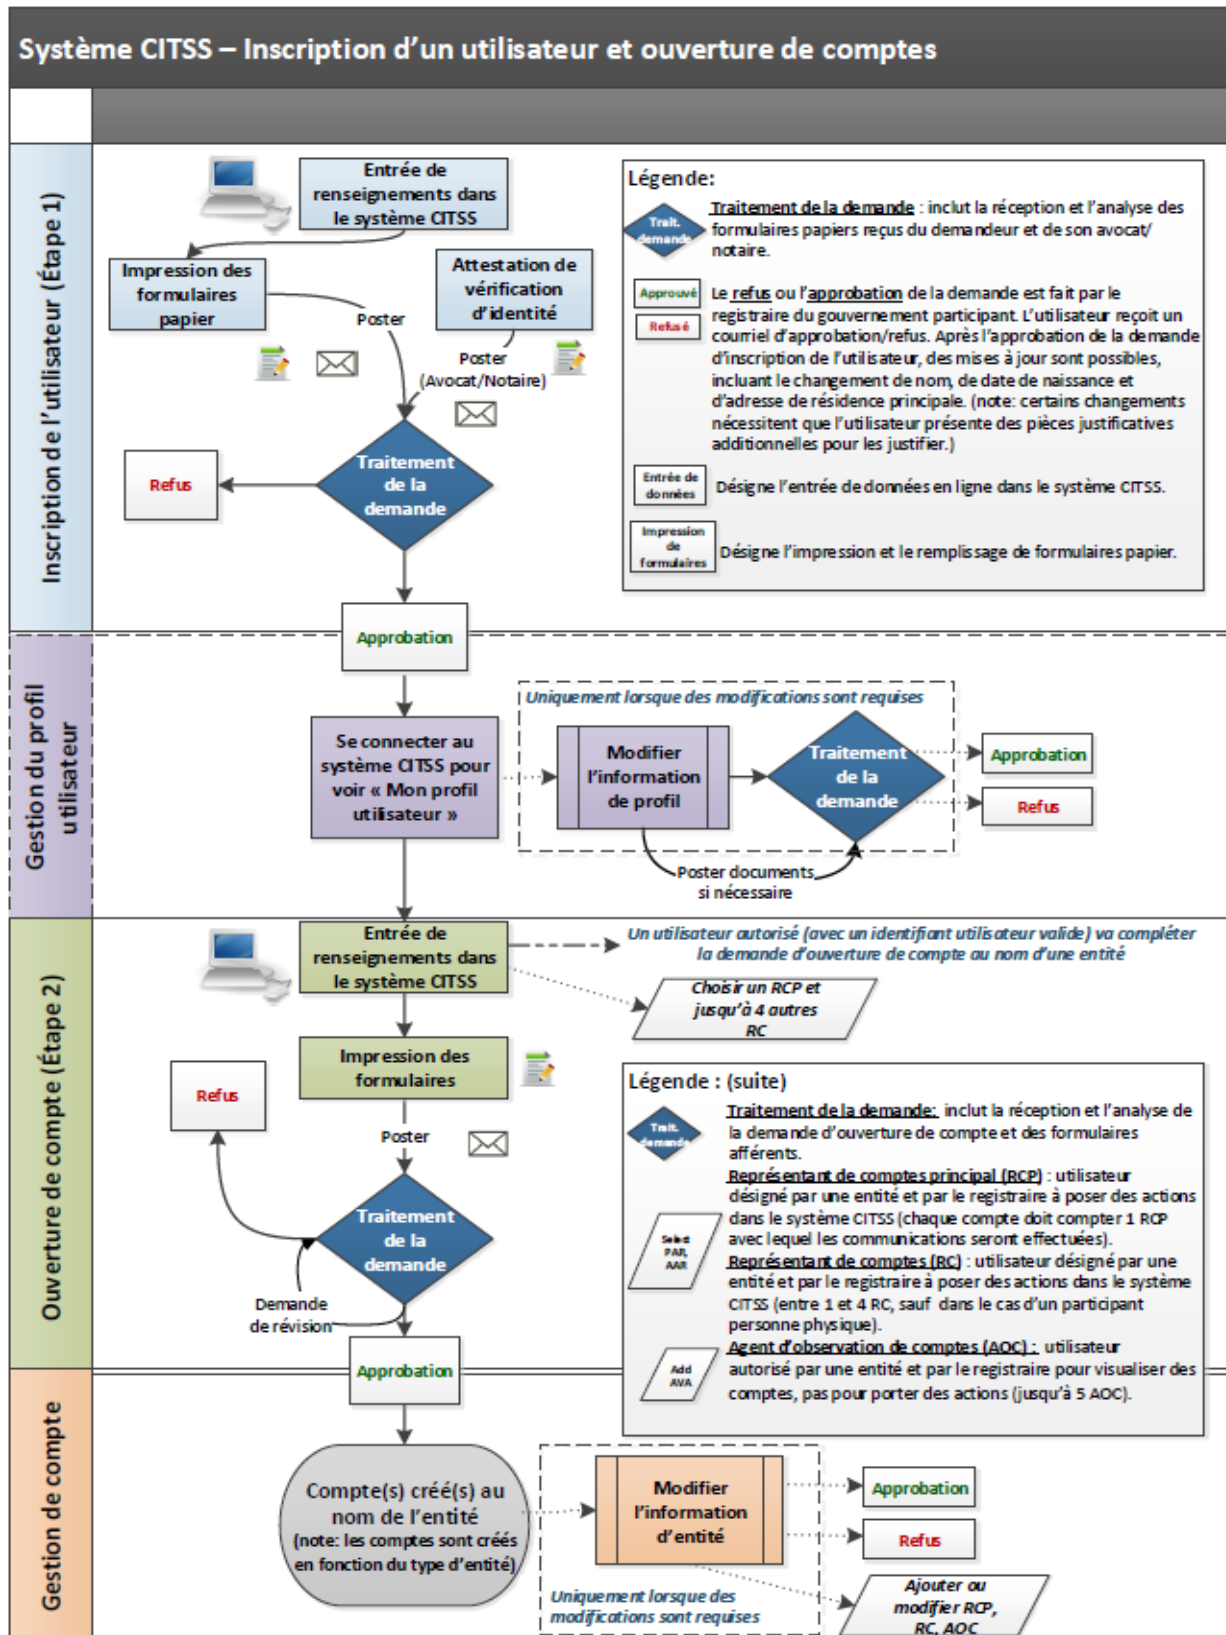 Système CITSS – Inscription d'un utilisateur et ouverture de comptes
Inscription de l'utilisateur (Étape 1)
Entrée de
renseignements dans
le système CITSS
Impression des
formulaires
papier
Attestation de
vérification
d'identité
Poster
Poster
(Avocat/Notaire)
Traitement
de la
demande
Refus
Approbation
Légende:
Trait.
demande
Traitement de la demande : inclut la réception et l'analyse des
formulaires papiers reçus du demandeur et de son avocat/
notaire.
Approuvé
Refusé
Le refus ou l'approbation de la demande est fait par le
registraire du gouvernement participant. L'utilisateur reçoit un
courriel d'approbation/refus. Après l'approbation de la demande
d'inscription de l'utilisateur, des mises à jour sont possibles,
incluant le changement de nom, de date de naissance et
d'adresse de résidence principale. (note: certains changements
nécessitent que l'utilisateur présente des pièces justificatives
additionnelles pour les justifier.)
Entrée de
données
Désigne l'entrée de données en ligne dans le système CITSS.
Impression
de
formulaires
Désigne l'impression et le remplissage de formulaires papier.
Gestion du profil
utilisateur
Se connecter au
système CITSS pour
voir « Mon profil
utilisateur »
Uniquement lorsque des modifications sont requises
Modifier
l'information
de profil
Traitement
de la
demande
Approbation
Refus
Poster documents
si nécessaire
Ouverture de compte (Étape 2)
Entrée de
renseignements dans
le système CITSS
Un utilisateur autorisé (avec un identifiant utilisateur valide) va compléter
la demande d'ouverture de compte au nom d'une entité
Choisir un RCP et
jusqu'à 4 autres
RC
Impression des
formulaires
Refus
Poster
Traitement
de la
demande
Demande
de révision
Approbation
Légende : (suite)
Trait.
demande
Traitement de la demande: inclut la réception et l'analyse de
la demande d'ouverture de compte et des formulaires
afférents.
Select
PAR,
AAR
Représentant de comptes principal (RCP) : utilisateur
désigné par une entité et par le registraire à poser des actions
dans le système CITSS (chaque compte doit compter 1 RCP
avec lequel les communications seront effectuées).
Représentant de comptes (RC) : utilisateur désigné par une
entité et par le registraire à poser des actions dans le système
CITSS (entre 1 et 4 RC, sauf dans le cas d'un participant
personne physique).
Add
AVA
Agent d'observation de comptes (AOC) : utilisateur
autorisé par une entité et par le registraire pour visualiser des
comptes, pas pour porter des actions (jusqu'à 5 AOC).
Gestion de compte
Compte(s) créé(s) au
nom de l'entité
(note: les comptes sont créés
en fonction du type d'entité)
Modifier
l'information
d'entité
Uniquement lorsque des
modifications sont requises
Approbation
Refus
Ajouter ou
modifier RCP,
RC, AOC